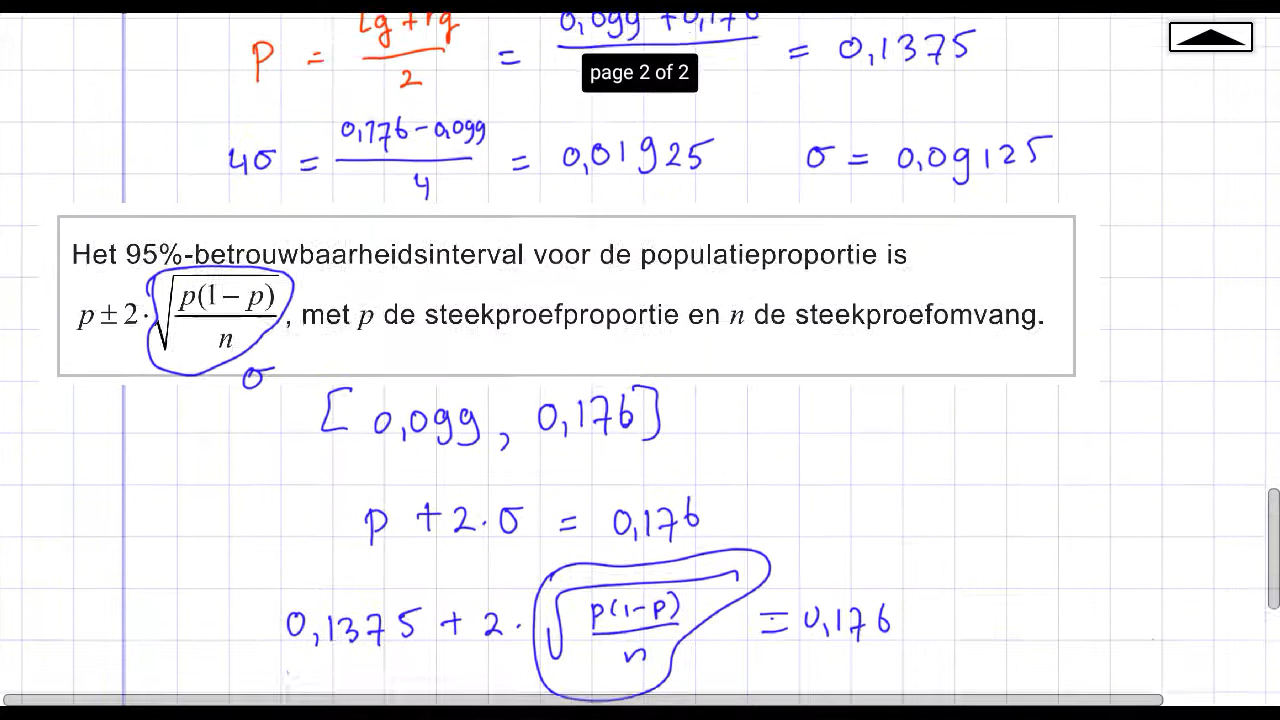 p = (lg + rg)/2 = (0,099 + 0,176)/2 = 0,1375
page 2 of 2
4σ = (0,176 - 0,099)/4 = 0,01925 σ = 0,09125
Het 95%-betrouwbaarheidsinterval voor de populatieproportie is
p ± 2 · √(p(1 − p)/n), met p de steekproefproportie en n de steekproefomvang.
σ
[0,099, 0,176]
p + 2·σ = 0,176
0,1375 + 2· √(p(1-p)/n) = 0,176